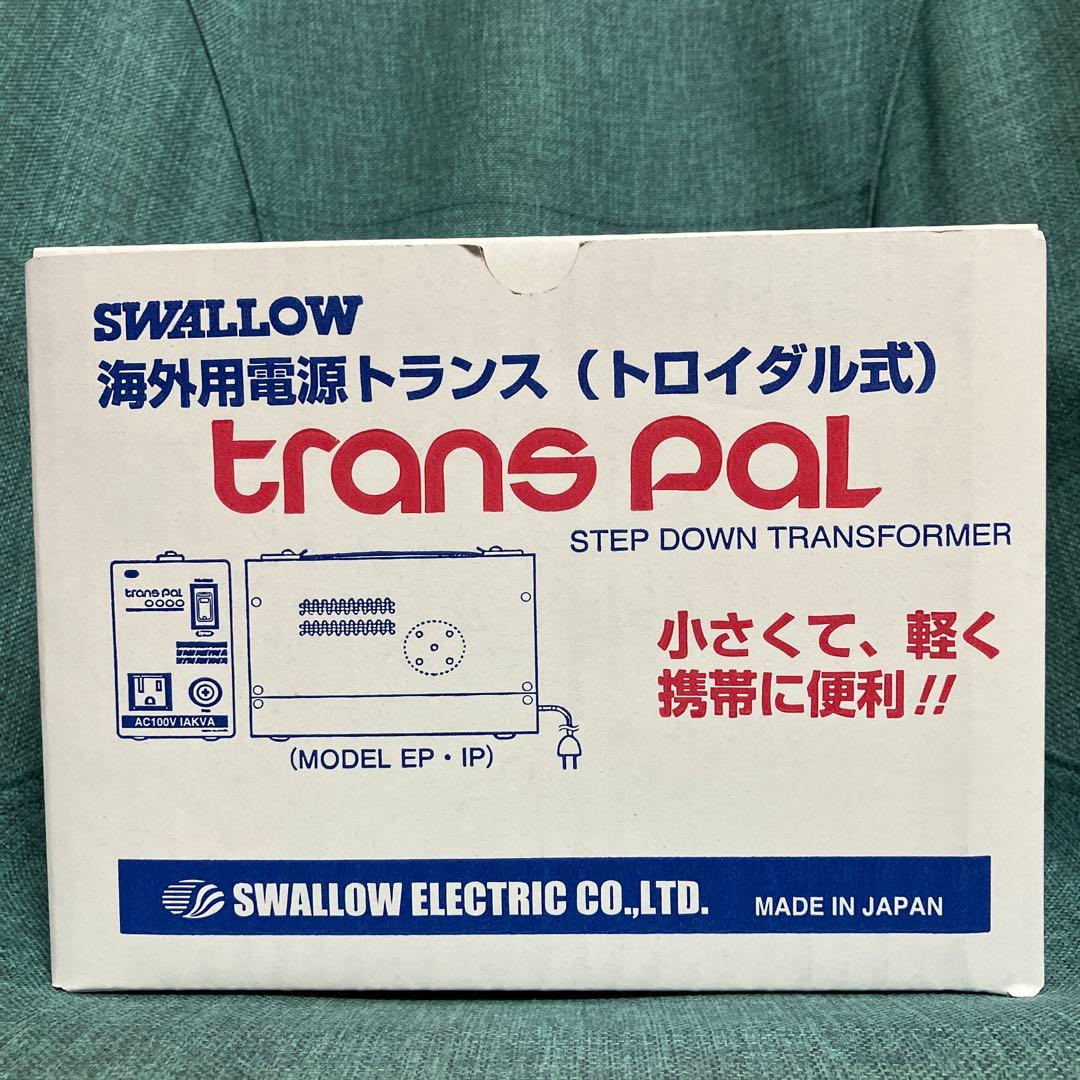 SWALLOW
海外用電源トランス(トロイダル式)
trans pal
STEP DOWN TRANSFORMER
trans pal
AC100V
小さくて、軽く
携帯に便利!!
(MODEL EP・IP)
SWALLOW ELECTRIC CO.,LTD. MADE IN JAPAN